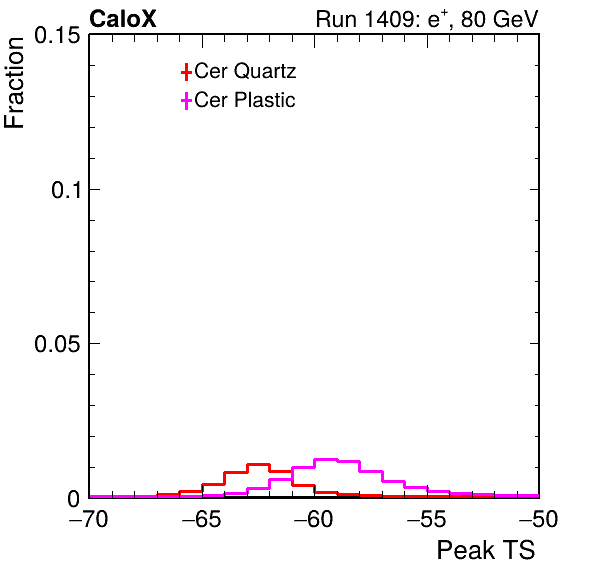 CaloX Run 1409: e⁺, 80 GeV
Fraction
0.15
Cer Quartz
Cer Plastic
0.1
0.05
0
−70 −65 −60 −55 −50
Peak TS